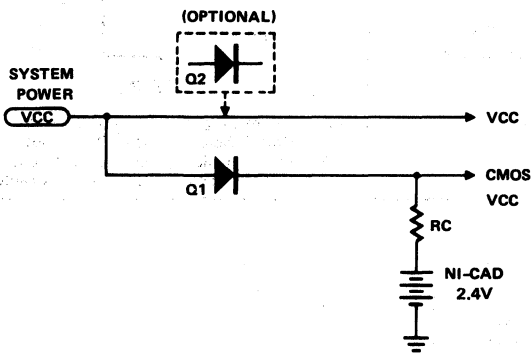 (OPTIONAL)
Q2
SYSTEM
POWER
VCC
VCC
Q1
CMOS
VCC
RC
NI-CAD
2.4V